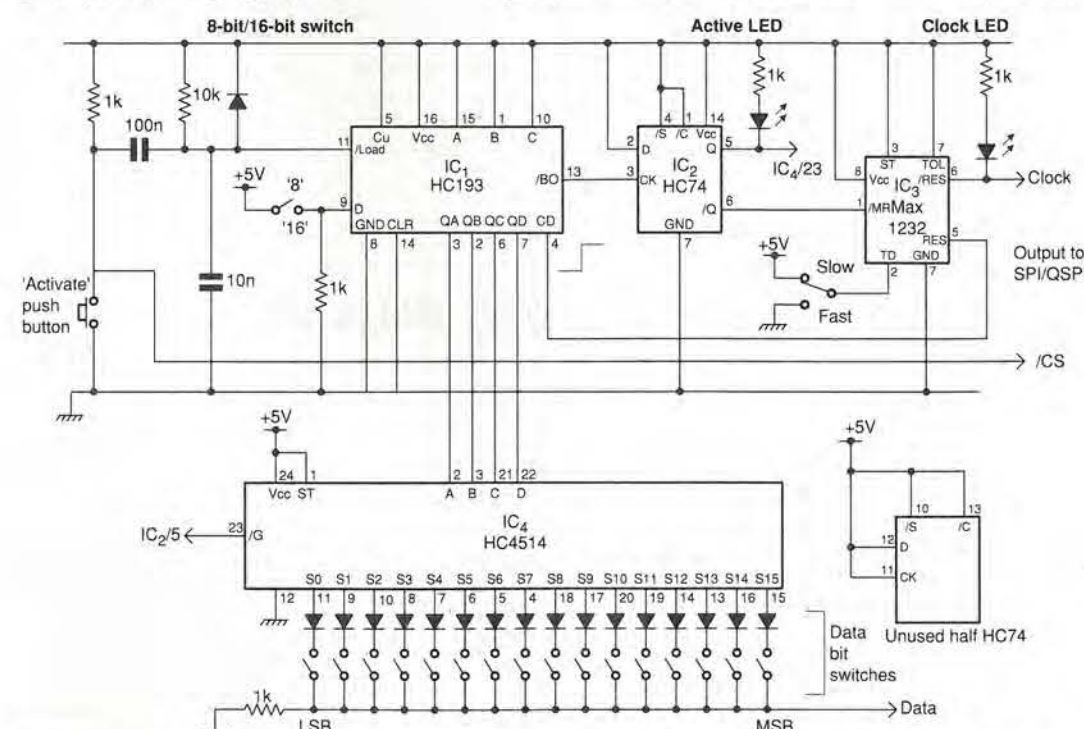 8-bit/16-bit switch
Active LED
Clock LED
1k
10k
100n
5
16
15
1
10
Cu
Vcc
A
B
C
11
/Load
+5V
'8'
'16'
9
D
IC1
HC193
/BO
13
GND
CLR
QA
QB
QC
QD
CD
8
14
3
2
6
7
4
1k
10n
'Activate'
push
button
1k
4
1
14
/S
/C
Vcc
2
D
Q
5
3
CK
IC2
HC74
/Q
6
GND
7
IC4/23
1k
3
7
ST
TOL
8
Vcc
/RES
6
IC3
1
/MR
Max
1232
RES
5
TD
GND
2
7
Clock
+5V
Slow
Fast
Output to
SPI/QSP
/CS
+5V
24
1
Vcc
ST
2
3
21
22
A
B
C
D
IC2/5
23
/G
IC4
HC4514
S0 S1 S2 S3 S4 S5 S6 S7 S8 S9 S10 S11 S12 S13 S14 S15
12 11 9 10 8 7 6 5 4 18 17 20 19 14 13 16 15
+5V
10
13
/S
/C
12
D
11
CK
Unused half HC74
Data
bit
switches
1k
LSB
MSB
Data